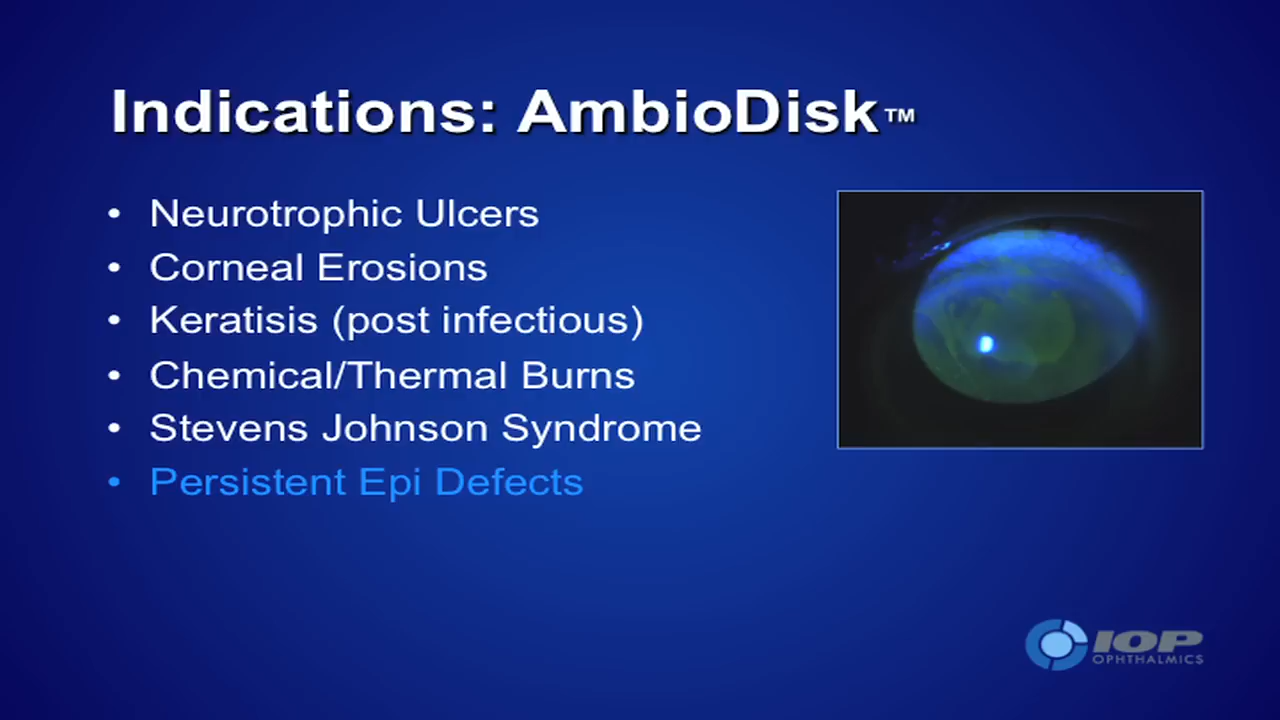 Indications: AmbioDisk™
• Neurotrophic Ulcers
• Corneal Erosions
• Keratisis (post infectious)
• Chemical/Thermal Burns
• Stevens Johnson Syndrome
• Persistent Epi Defects
IOP
OPHTHALMICS